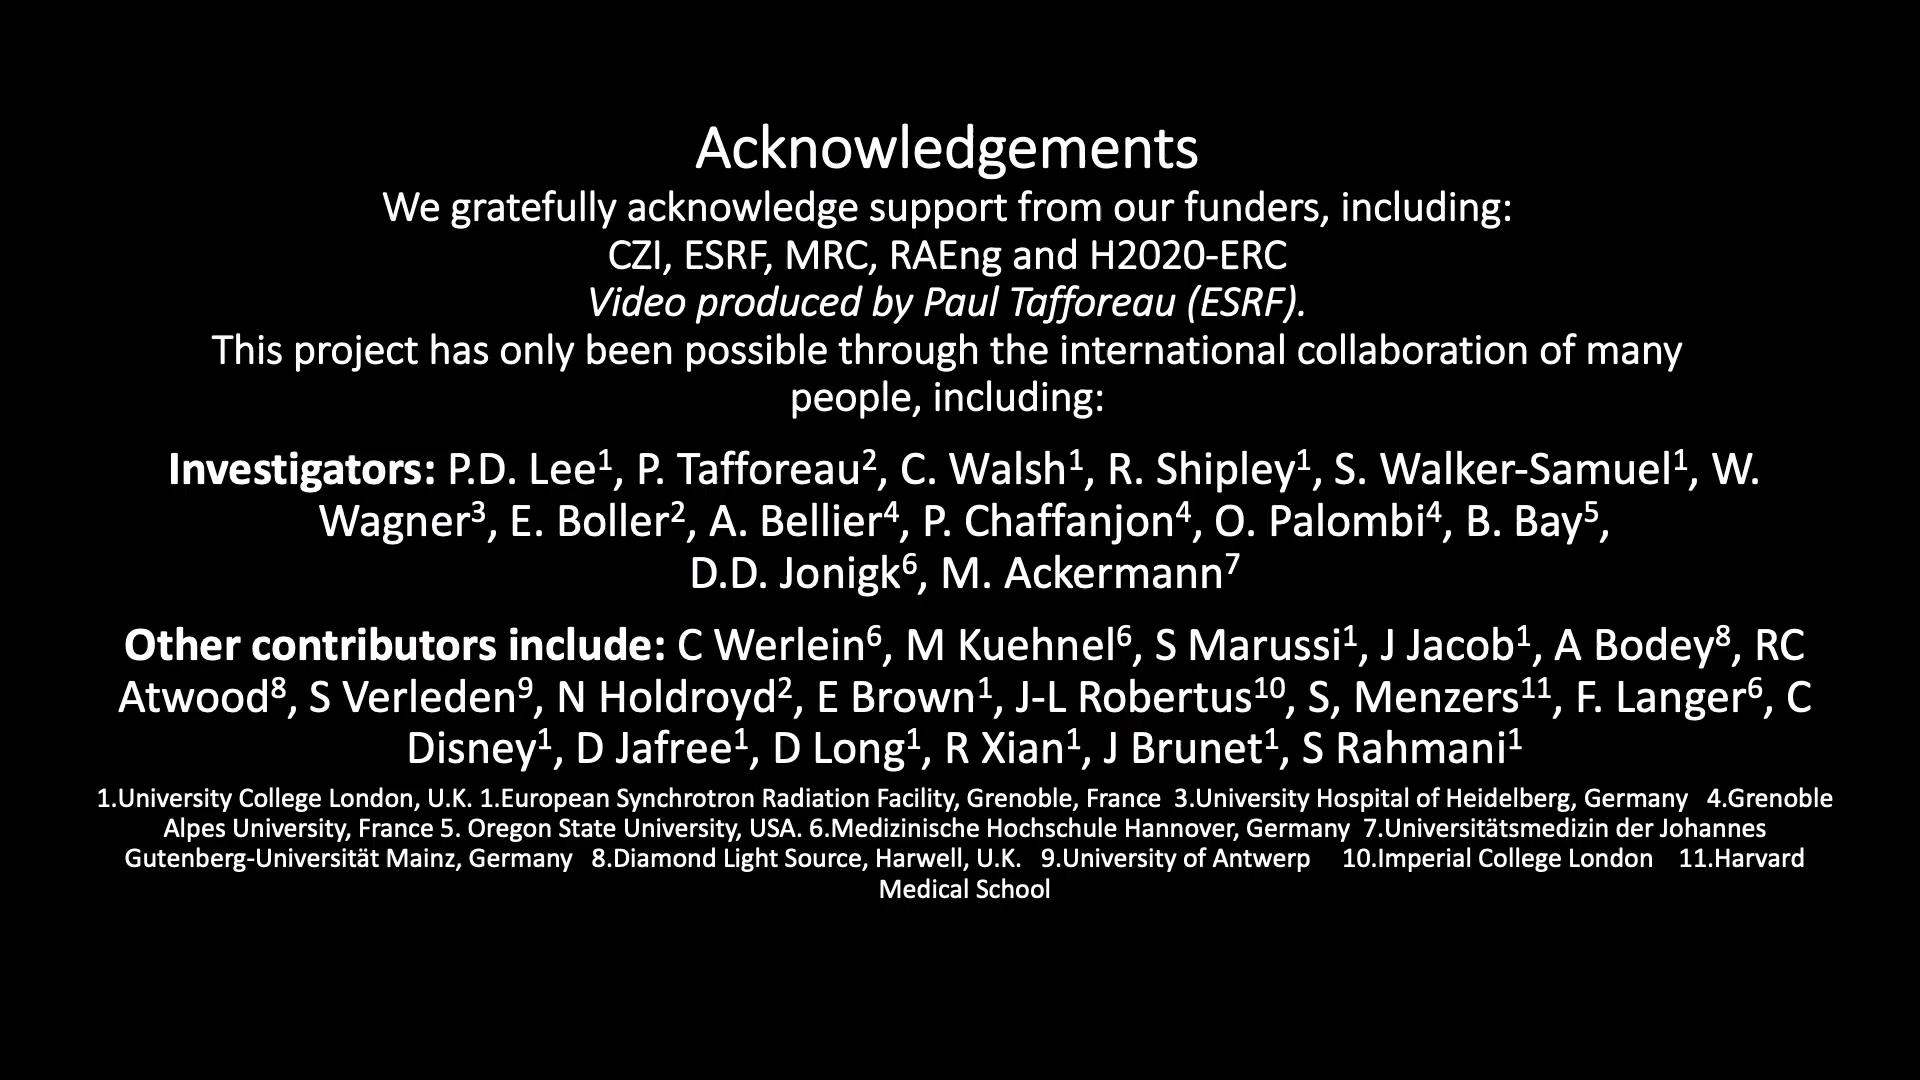 Acknowledgements
We gratefully acknowledge support from our funders, including:
CZI, ESRF, MRC, RAEng and H2020-ERC
Video produced by Paul Tafforeau (ESRF).
This project has only been possible through the international collaboration of many
people, including:
Investigators: P.D. Lee¹, P. Tafforeau², C. Walsh¹, R. Shipley¹, S. Walker-Samuel¹, W.
Wagner³, E. Boller², A. Bellier⁴, P. Chaffanjon⁴, O. Palombi⁴, B. Bay⁵,
D.D. Jonigk⁶, M. Ackermann⁷
Other contributors include: C Werlein⁶, M Kuehnel⁶, S Marussi¹, J Jacob¹, A Bodey⁸, RC
Atwood⁸, S Verleden⁹, N Holdroyd², E Brown¹, J-L Robertus¹⁰, S, Menzers¹¹, F. Langer⁶, C
Disney¹, D Jafree¹, D Long¹, R Xian¹, J Brunet¹, S Rahmani¹
1.University College London, U.K. 1.European Synchrotron Radiation Facility, Grenoble, France 3.University Hospital of Heidelberg, Germany 4.Grenoble
Alpes University, France 5. Oregon State University, USA. 6.Medizinische Hochschule Hannover, Germany 7.Universitätsmedizin der Johannes
Gutenberg-Universität Mainz, Germany 8.Diamond Light Source, Harwell, U.K. 9.University of Antwerp 10.Imperial College London 11.Harvard
Medical School